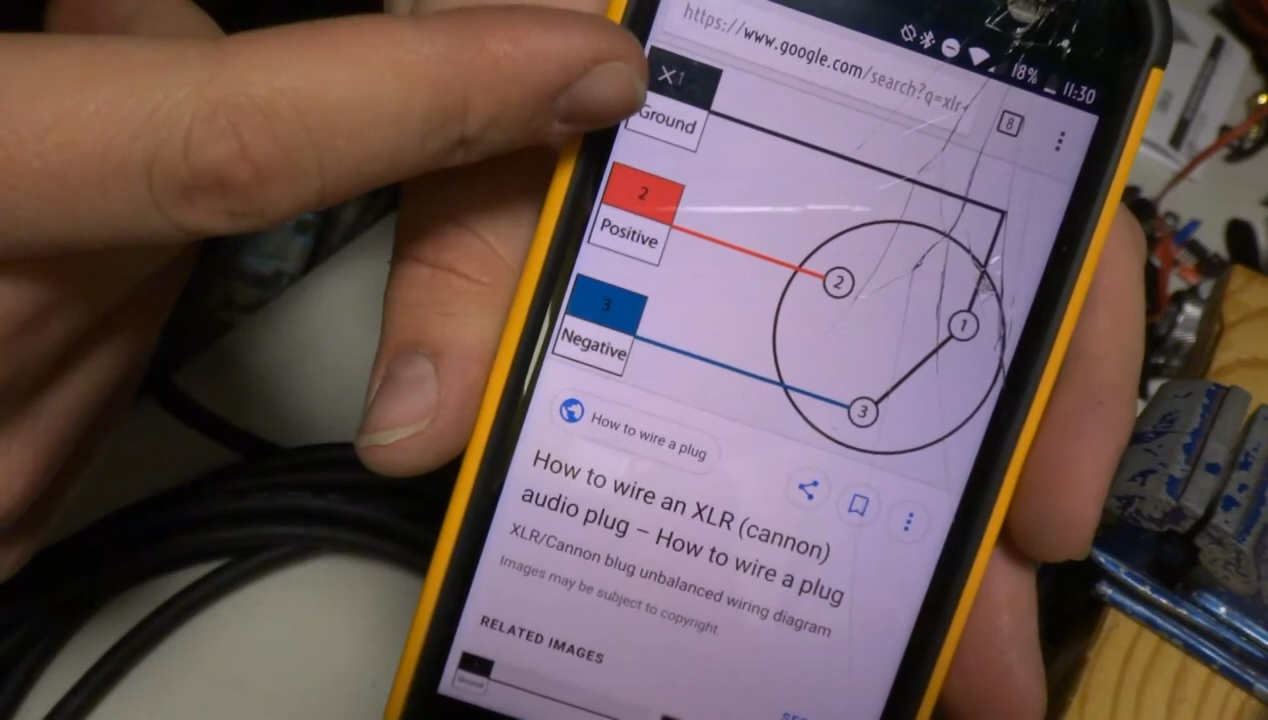 https://www.google.com/search?q=xlr+
18%
11:30
8
1
Ground
2
Positive
3
Negative
2
1
3
How to wire a plug
How to wire an XLR (cannon)
audio plug – How to wire a plug
XLR/Cannon blug unbalanced wiring diagram
Images may be subject to copyright.
RELATED IMAGES
Ground